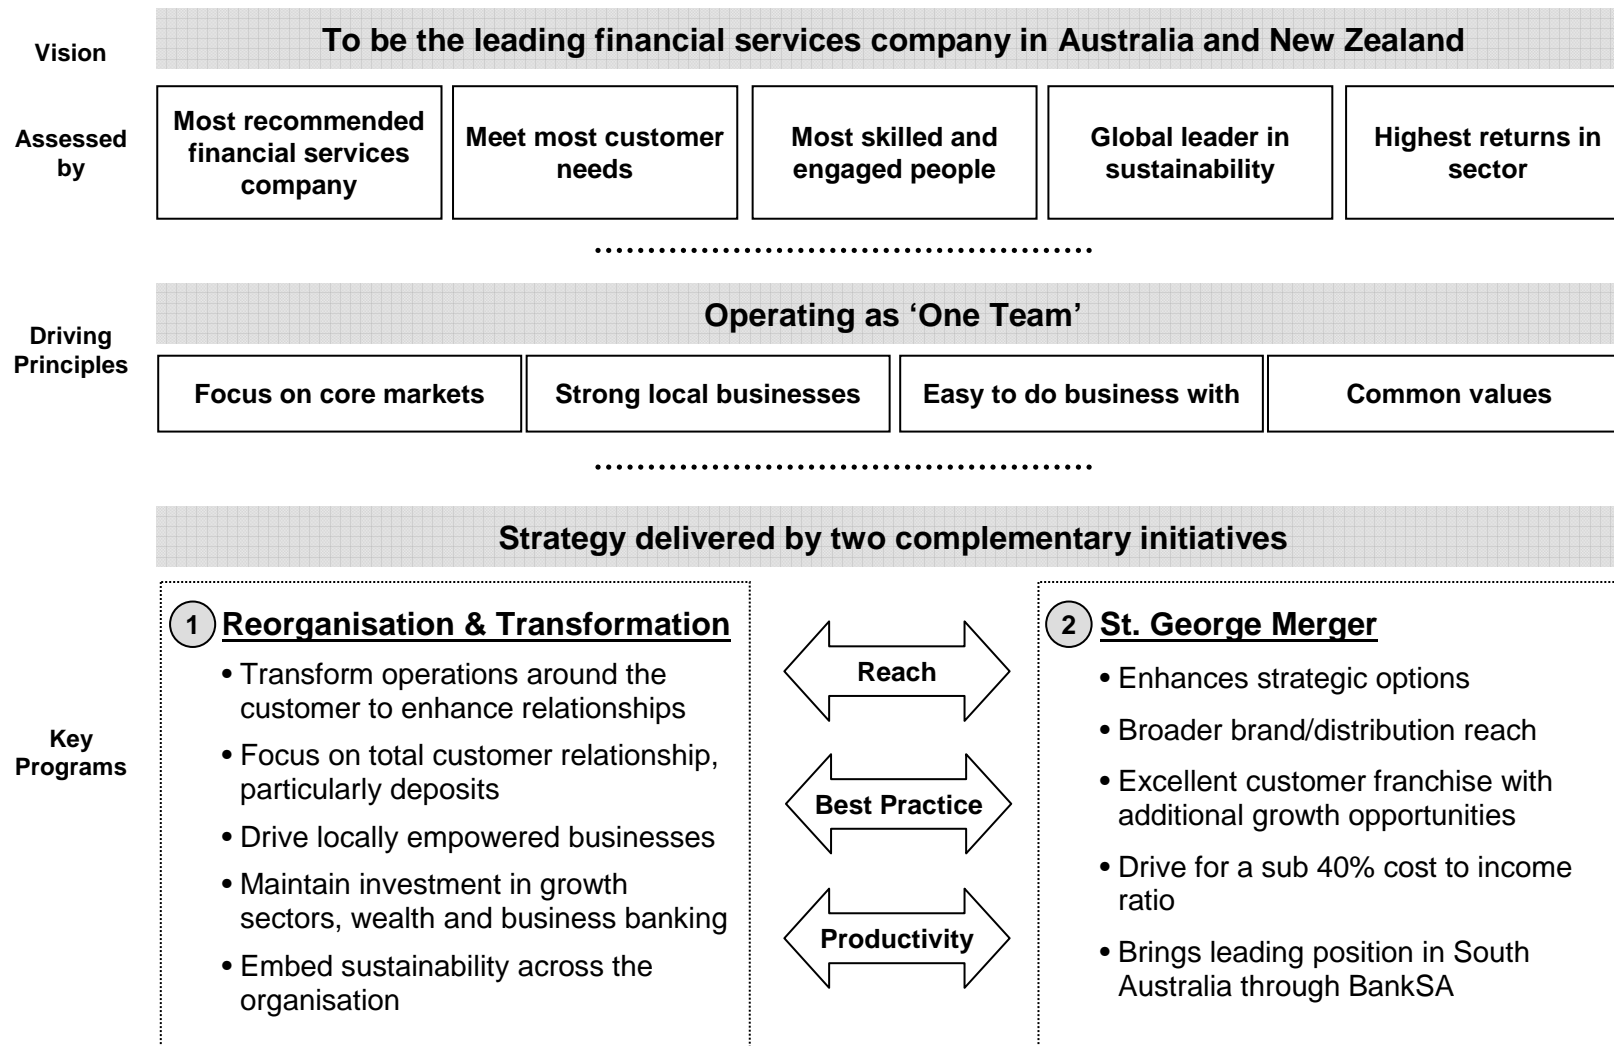 Vision
To be the leading financial services company in Australia and New Zealand
Assessed
by
Most recommended
financial services
company
Meet most customer
needs
Most skilled and
engaged people
Global leader in
sustainability
Highest returns in
sector
Driving
Principles
Operating as ‘One Team’
Focus on core markets
Strong local businesses
Easy to do business with
Common values
Strategy delivered by two complementary initiatives
Key
Programs
1 Reorganisation & Transformation
• Transform operations around the
customer to enhance relationships
• Focus on total customer relationship,
particularly deposits
• Drive locally empowered businesses
• Maintain investment in growth
sectors, wealth and business banking
• Embed sustainability across the
organisation
Reach
Best Practice
Productivity
2 St. George Merger
• Enhances strategic options
• Broader brand/distribution reach
• Excellent customer franchise with
additional growth opportunities
• Drive for a sub 40% cost to income
ratio
• Brings leading position in South
Australia through BankSA